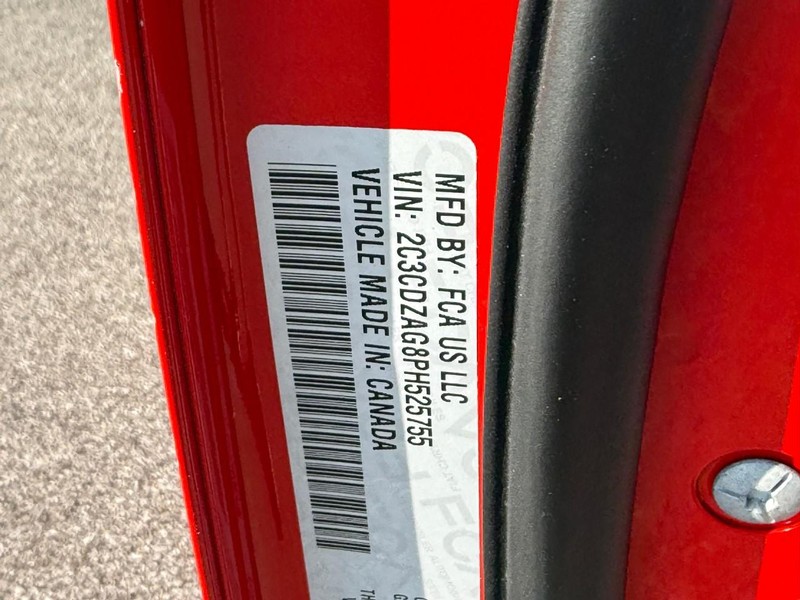 MFD BY: FCA US LLC
VIN: 2C3CDZAG8PH525755
VEHICLE MADE IN: CANADA